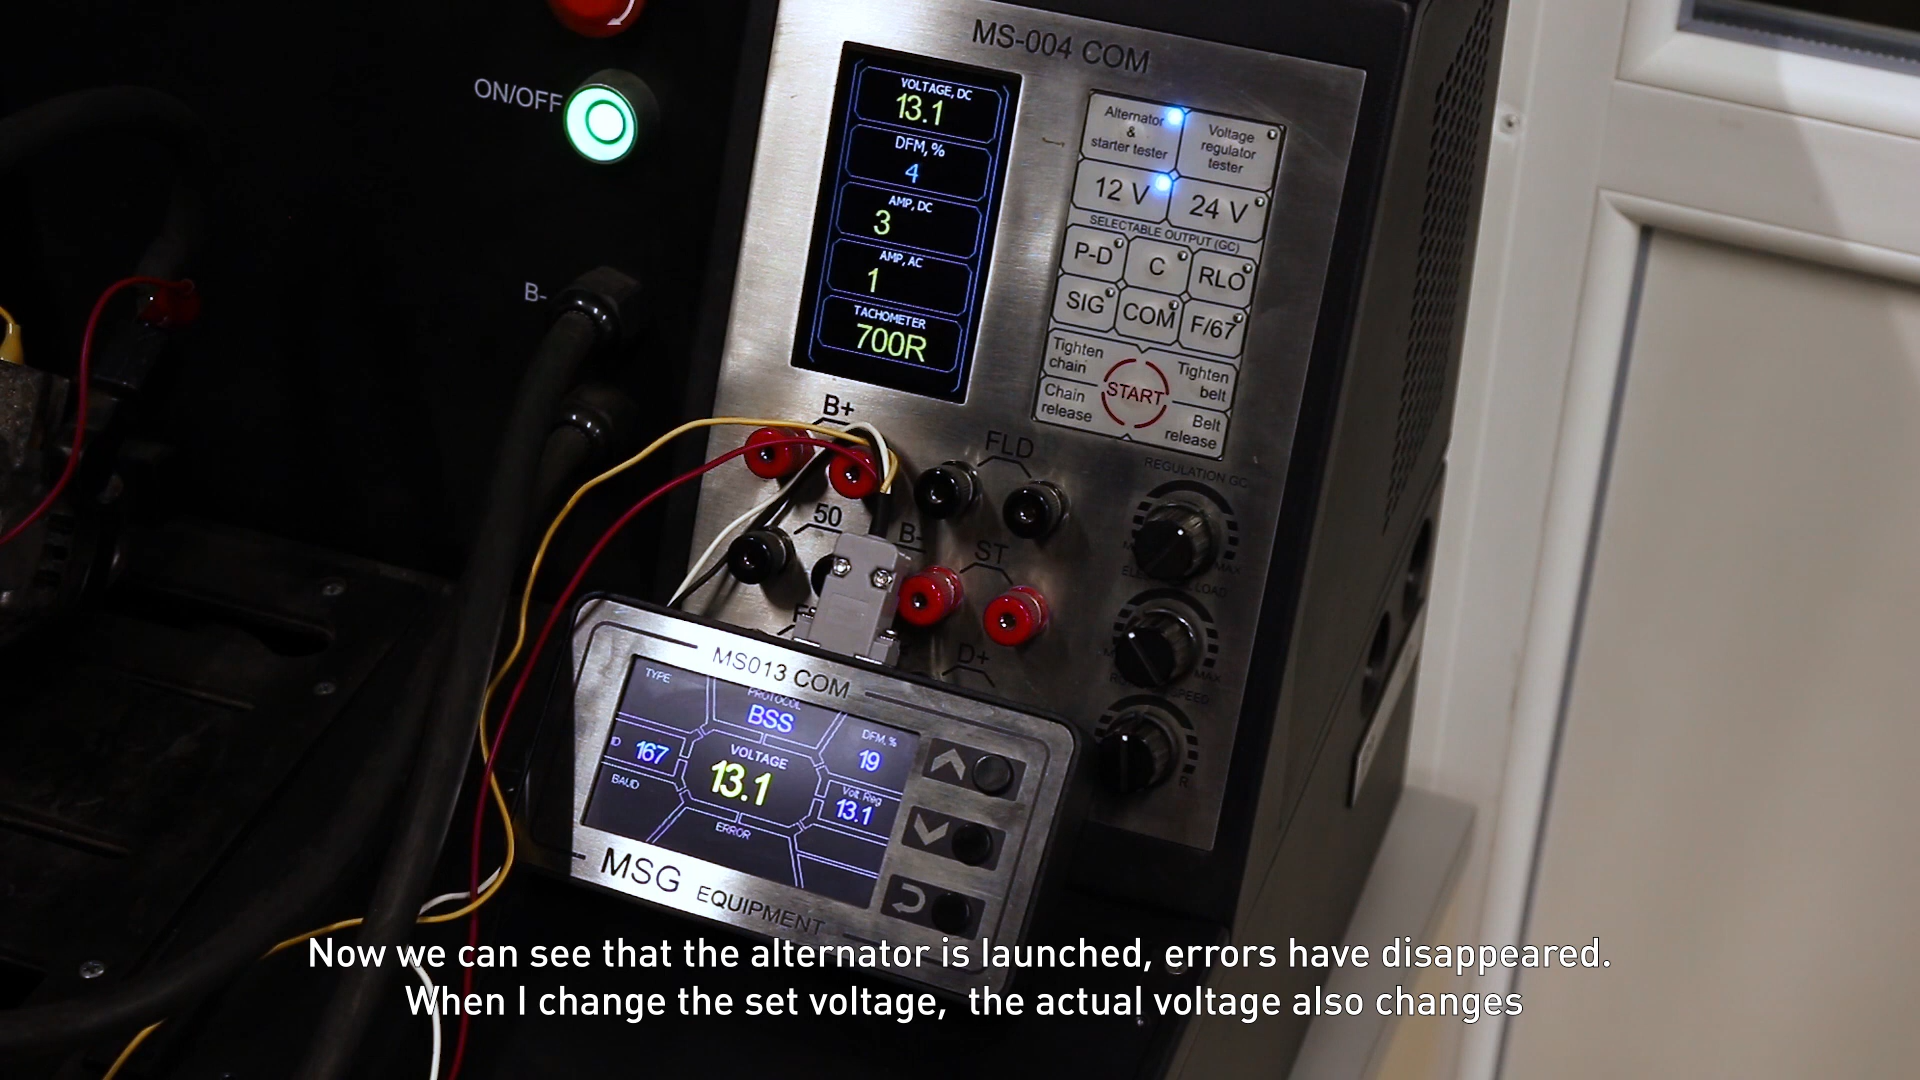 MS-004 COM
ON/OFF
VOLTAGE, DC
13.1
DFM, %
4
AMP, DC
3
AMP, AC
1
TACHOMETER
700R
Alternator
&
starter tester
Voltage
regulator
tester
12 V
24 V
SELECTABLE OUTPUT (GC)
P-D
C
RLO
SIG
COM
F/67
Tighten
chain
Tighten
belt
START
Chain
release
Belt
release
B-
B+
FLD
REGULATION GC
50
B-
ST
MAX
D+
MAX
R
MS013 COM
TYPE
PROTOCOL
BSS
DFM, %
19
ID
167
VOLTAGE
13.1
Volt. Reg
13.1
BAUD
ERROR
MSG EQUIPMENT
Now we can see that the alternator is launched, errors have disappeared.
When I change the set voltage, the actual voltage also changes